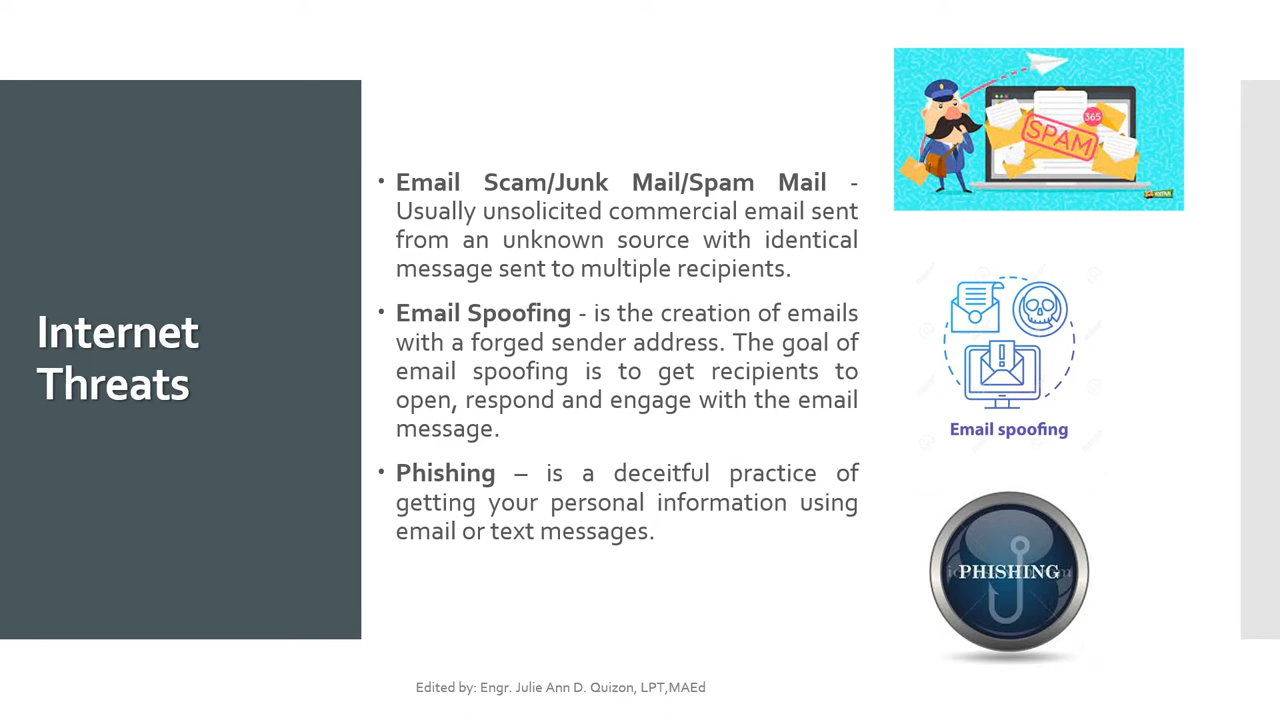 Internet
Threats
• Email Scam/Junk Mail/Spam Mail -
Usually unsolicited commercial email sent
from an unknown source with identical
message sent to multiple recipients.
• Email Spoofing - is the creation of emails
with a forged sender address. The goal of
email spoofing is to get recipients to
open, respond and engage with the email
message.
• Phishing – is a deceitful practice of
getting your personal information using
email or text messages.
SPAM
365
Email spoofing
PHISHING
Edited by: Engr. Julie Ann D. Quizon, LPT,MAEd